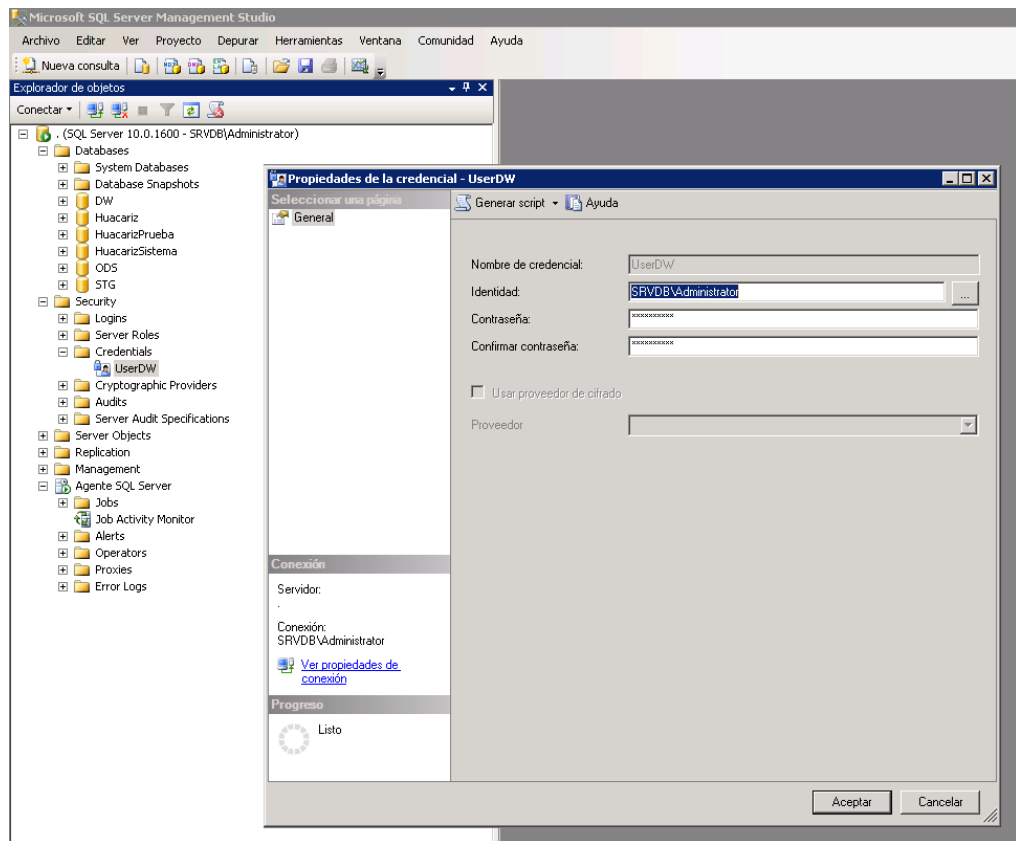 Microsoft SQL Server Management Studio
Archivo Editar Ver Proyecto Depurar Herramientas Ventana Comunidad Ayuda
Nueva consulta
Explorador de objetos
Conectar
. (SQL Server 10.0.1600 - SRVDB\Administrator)
Databases
System Databases
Database Snapshots
DW
Huacariz
HuacarizPrueba
HuacarizSistema
ODS
STG
Security
Logins
Server Roles
Credentials
UserDW
Cryptographic Providers
Audits
Server Audit Specifications
Server Objects
Replication
Management
Agente SQL Server
Jobs
Job Activity Monitor
Alerts
Operators
Proxies
Error Logs
Propiedades de la credencial - UserDW
Seleccionar una página
General
Generar script Ayuda
Nombre de credencial: UserDW
Identidad: SRVDB\Administrator ...
Contraseña: **********
Confirmar contraseña: **********
Usar proveedor de cifrado
Proveedor
Conexión
Servidor:
.
Conexión:
SRVDB\Administrator
Ver propiedades de
conexión
Progreso
Listo
Aceptar Cancelar